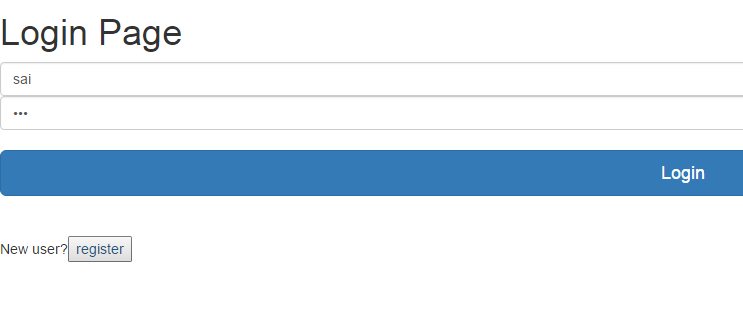 Login Page
sai
•••
Login
New user? register